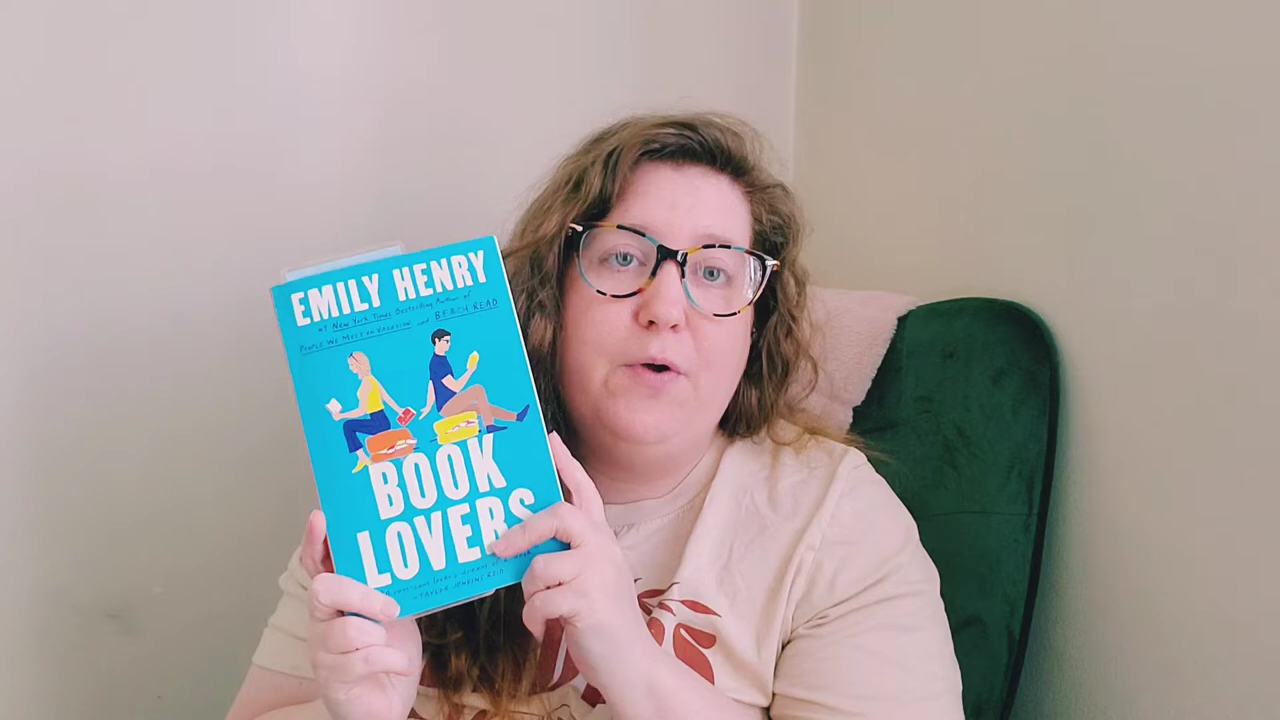 EMILY HENRY
#1 New York Times Bestselling Author of
PEOPLE WE MEET ON VACATION and BEACH READ
BOOK
LOVERS
—TAYLOR JENKINS REID